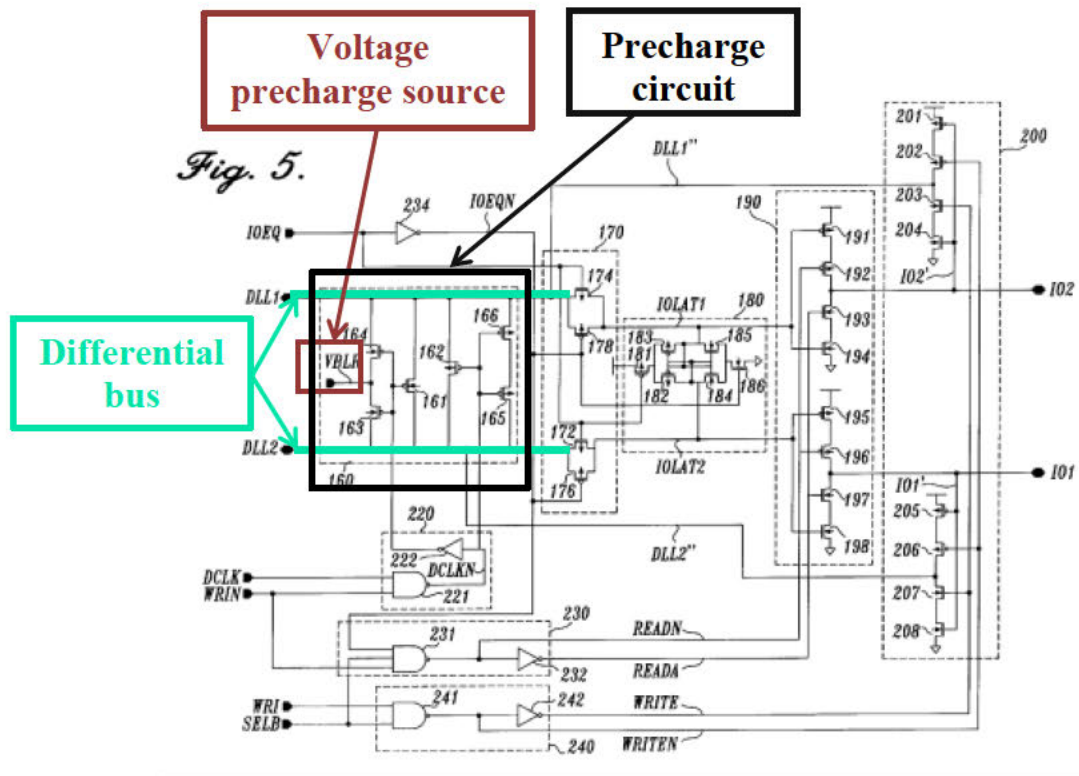 Voltage
precharge source
Precharge
circuit
Fig. 5.
Differential
bus
IOEQ
234
IOEQN
DLL1''
201
202
203
204
200
IO2'
IO2
190
191
192
193
194
195
196
197
198
170
174
178
172
176
DLL1
164
VBLR
163
162
161
166
165
DLL2
160
IOLAT1
180
183
185
181
182
184
186
IOLAT2
IO1'
IO1
205
206
207
208
220
222
DCLKN
221
DCLK
WRIN
DLL2''
230
231
232
READN
READA
WRI
SELB
241
242
240
WRITE
WRITEN